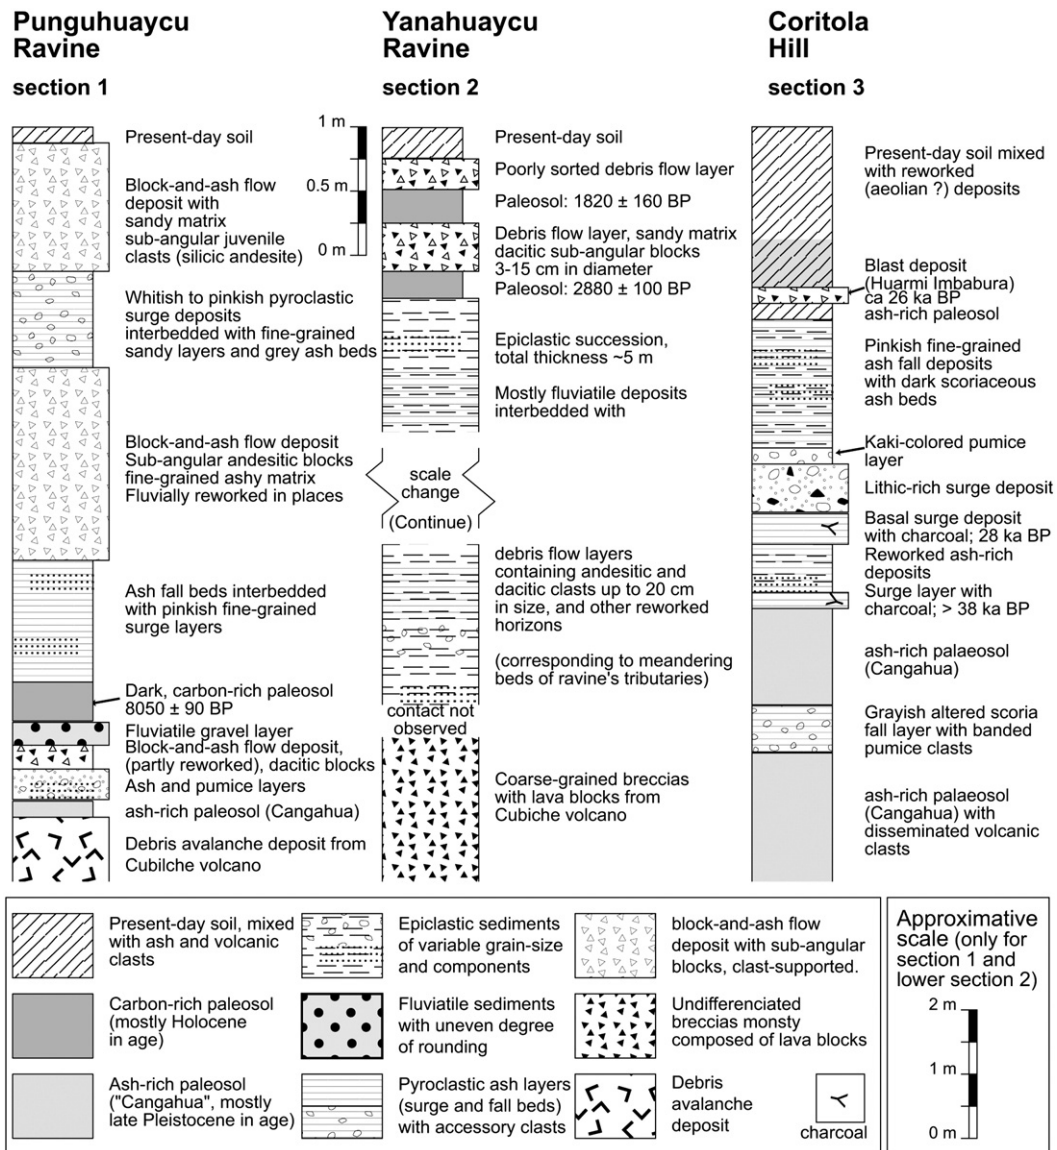 Punguhuaycu
Ravine
section 1
Yanahuaycu
Ravine
section 2
Coritola
Hill
section 3
Present-day soil
Block-and-ash flow
deposit with
sandy matrix
sub-angular juvenile
clasts (silicic andesite)
Whitish to pinkish pyroclastic
surge deposits
interbedded with fine-grained
sandy layers and grey ash beds
Block-and-ash flow deposit
Sub-angular andesitic blocks
fine-grained ashy matrix
Fluvially reworked in places
Ash fall beds interbedded
with pinkish fine-grained
surge layers
Dark, carbon-rich paleosol
8050 ± 90 BP
Fluviatile gravel layer
Block-and-ash flow deposit,
(partly reworked), dacitic blocks
Ash and pumice layers
ash-rich paleosol (Cangahua)
Debris avalanche deposit from
Cubilche volcano
1 m
0.5 m
0 m
Present-day soil
Poorly sorted debris flow layer
Paleosol: 1820 ± 160 BP
Debris flow layer, sandy matrix
dacitic sub-angular blocks
3-15 cm in diameter
Paleosol: 2880 ± 100 BP
Epiclastic succession,
total thickness ~5 m
Mostly fluviatile deposits
interbedded with
scale
change
(Continue)
debris flow layers
containing andesitic and
dacitic clasts up to 20 cm
in size, and other reworked
horizons
(corresponding to meandering
beds of ravine's tributaries)
contact not
observed
Coarse-grained breccias
with lava blocks from
Cubiche volcano
Present-day soil mixed
with reworked
(aeolian ?) deposits
Blast deposit
(Huarmi Imbabura)
ca 26 ka BP
ash-rich paleosol
Pinkish fine-grained
ash fall deposits
with dark scoriaceous
ash beds
Kaki-colored pumice
layer
Lithic-rich surge deposit
Basal surge deposit
with charcoal; 28 ka BP
Reworked ash-rich
deposits
Surge layer with
charcoal; > 38 ka BP
ash-rich palaeosol
(Cangahua)
Grayish altered scoria
fall layer with banded
pumice clasts
ash-rich palaeosol
(Cangahua) with
disseminated volcanic
clasts
Present-day soil, mixed
with ash and volcanic
clasts
Carbon-rich paleosol
(mostly Holocene
in age)
Ash-rich paleosol
("Cangahua", mostly
late Pleistocene in age)
Epiclastic sediments
of variable grain-size
and components
Fluviatile sediments
with uneven degree
of rounding
Pyroclastic ash layers
(surge and fall beds)
with accessory clasts
block-and-ash flow
deposit with sub-angular
blocks, clast-supported.
Undifferenciated
breccias monsty
composed of lava blocks
Debris
avalanche
deposit
charcoal
Approximative
scale (only for
section 1 and
lower section 2)
2 m
1 m
0 m